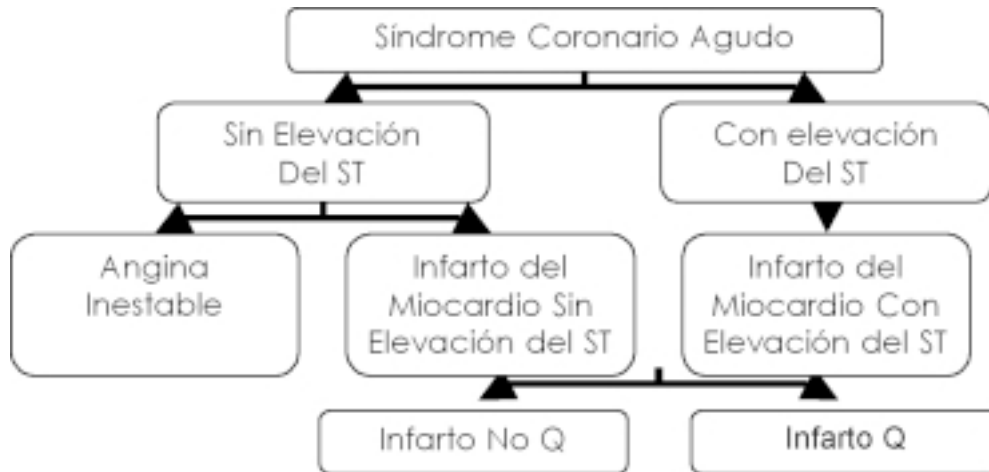 Síndrome Coronario Agudo
Sin Elevación
Del ST
Con elevación
Del ST
Angina
Inestable
Infarto del
Miocardio Sin
Elevación del ST
Infarto del
Miocardio Con
Elevación del ST
Infarto No Q
Infarto Q